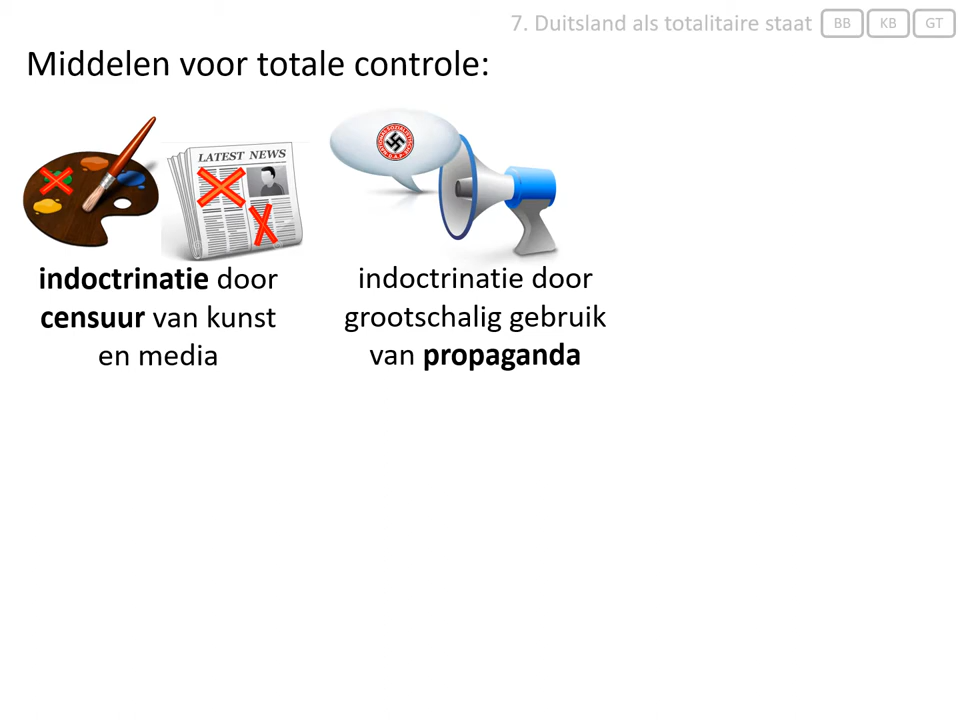 7. Duitsland als totalitaire staat BB KB GT
Middelen voor totale controle:
LATEST NEWS
indoctrinatie door
censuur van kunst
en media
indoctrinatie door
grootschalig gebruik
van propaganda